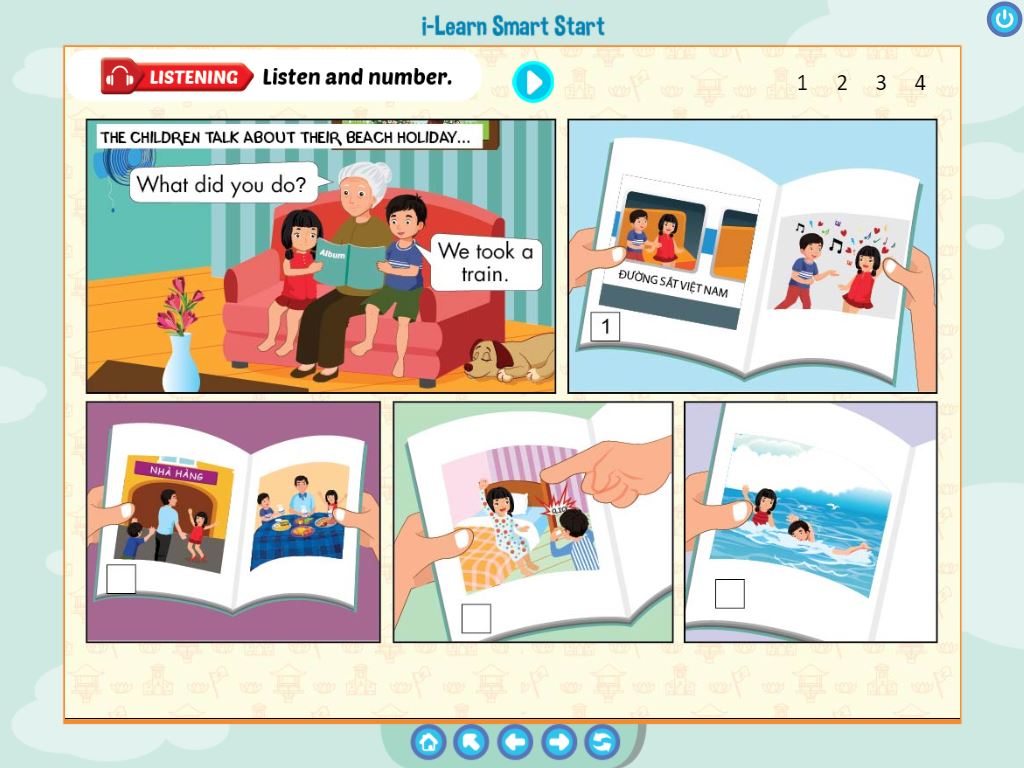 i-Learn Smart Start
LISTENING Listen and number.
1 2 3 4
THE CHILDREN TALK ABOUT THEIR BEACH HOLIDAY...
What did you do?
Album
We took a
train.
ĐƯỜNG SẮT VIỆT NAM
1
NHÀ HÀNG